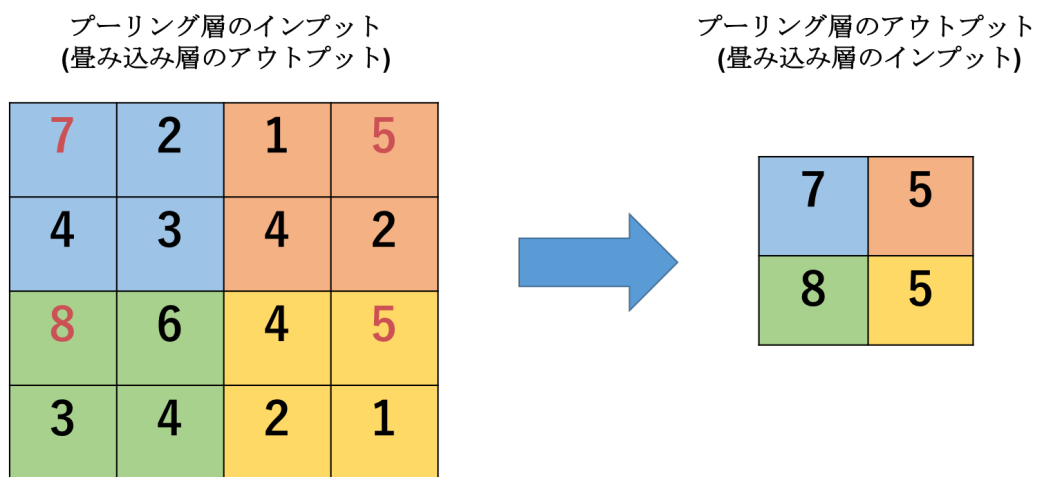 プーリング層のインプット
(畳み込み層のアウトプット)
プーリング層のアウトプット
(畳み込み層のインプット)
7 2 1 5
4 3 4 2
8 6 4 5
3 4 2 1
7 5
8 5